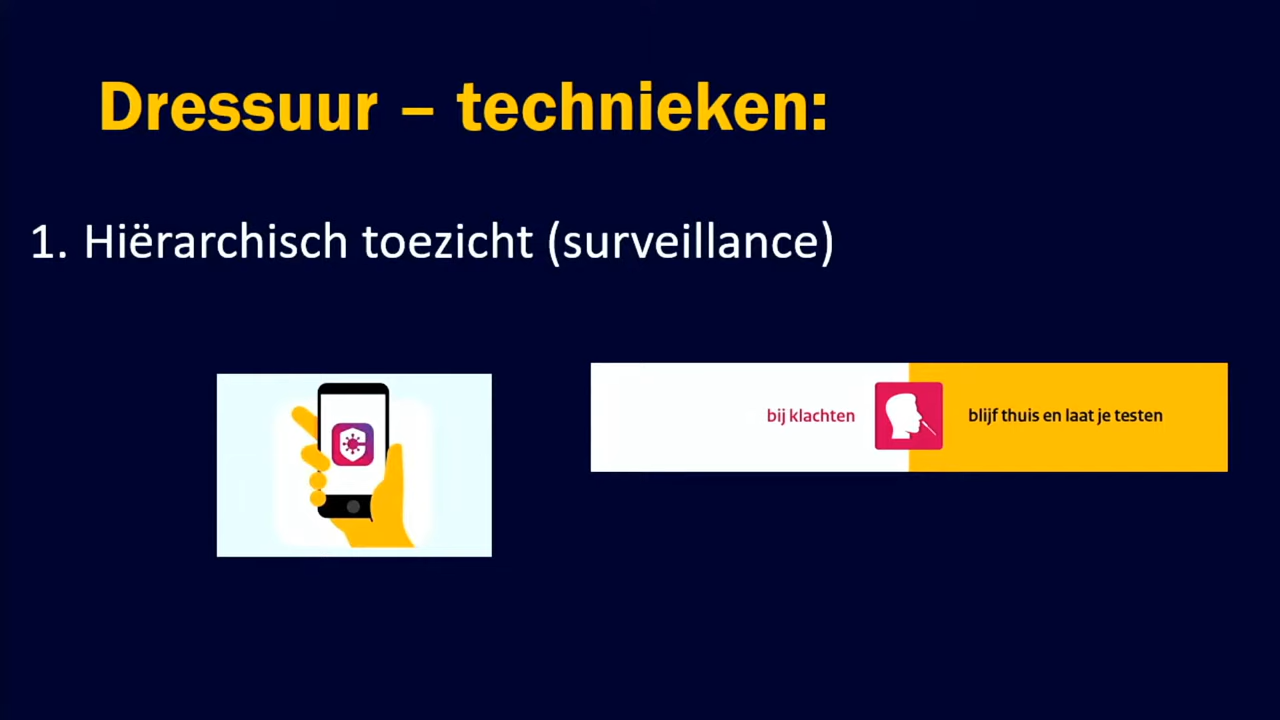 Dressuur – technieken:
1. Hiërarchisch toezicht (surveillance)
bij klachten
blijf thuis en laat je testen